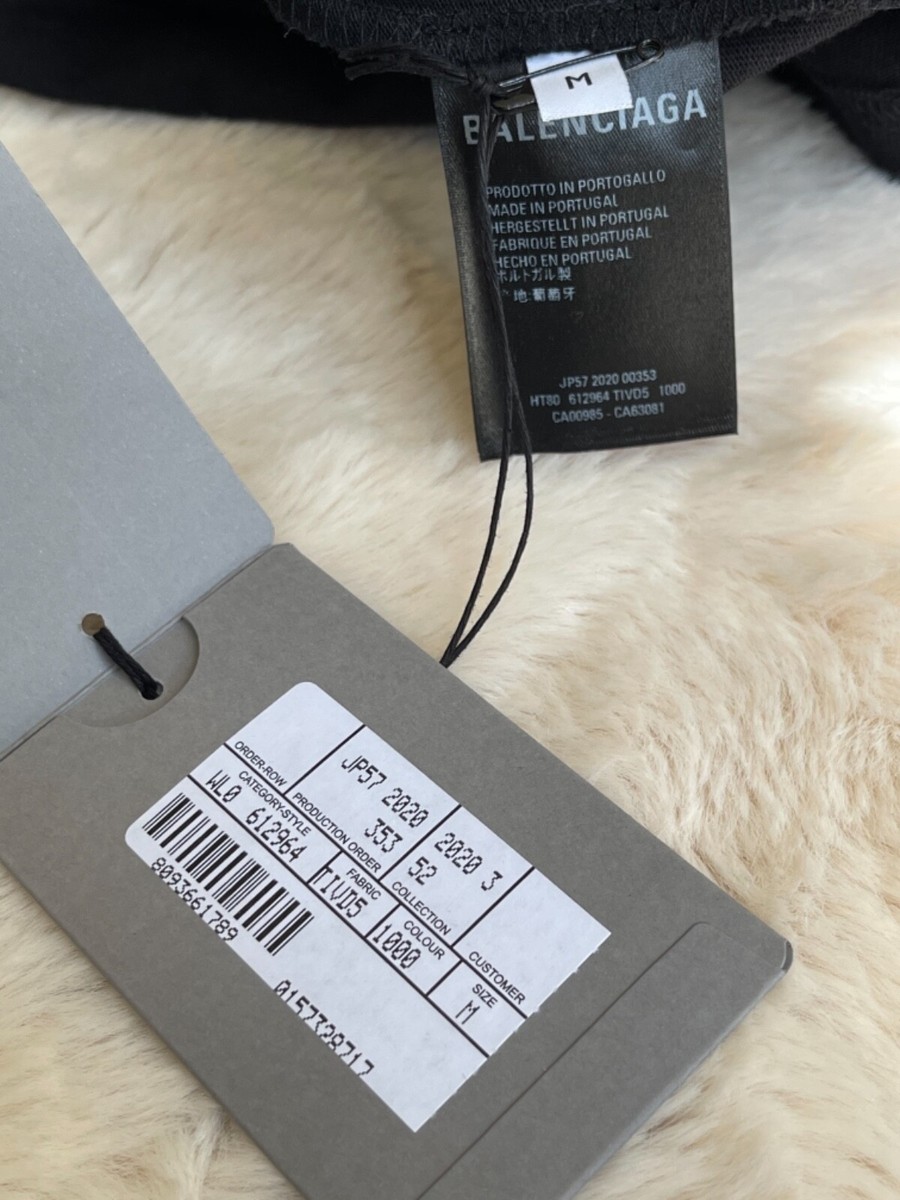 M
BALENCIAGA
PRODOTTO IN PORTOGALLO
MADE IN PORTUGAL
HERGESTELLT IN PORTUGAL
FABRIQUE EN PORTUGAL
HECHO EN PORTUGAL
ポルトガル製
地:葡萄牙
JP57 2020 00353
HT80 612964 TIVD5 1000
CA00985 - CA63081
JP57 2020 2020 3
353 52
ORDER-ROW PRODUCTION ORDER COLLECTION CUSTOMER
CATEGORY-STYLE FABRIC COLOUR SIZE
WL0 612964 TIVD5 1000 M
8093661789
0157328717